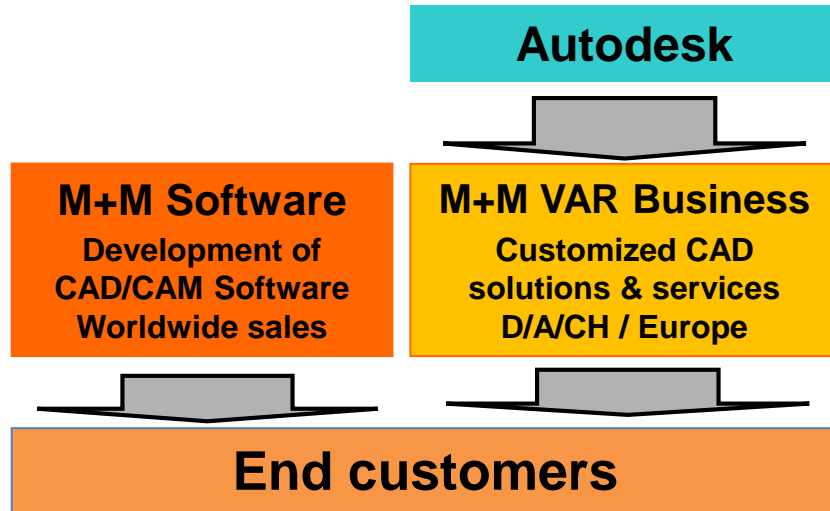 Autodesk
M+M Software
Development of
CAD/CAM Software
Worldwide sales
M+M VAR Business
Customized CAD
solutions & services
D/A/CH / Europe
End customers